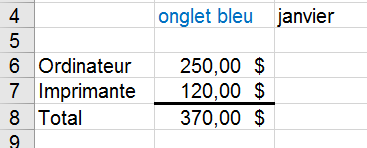 4 onglet bleu janvier
5
6 Ordinateur 250,00 $
7 Imprimante 120,00 $
8 Total 370,00 $
9